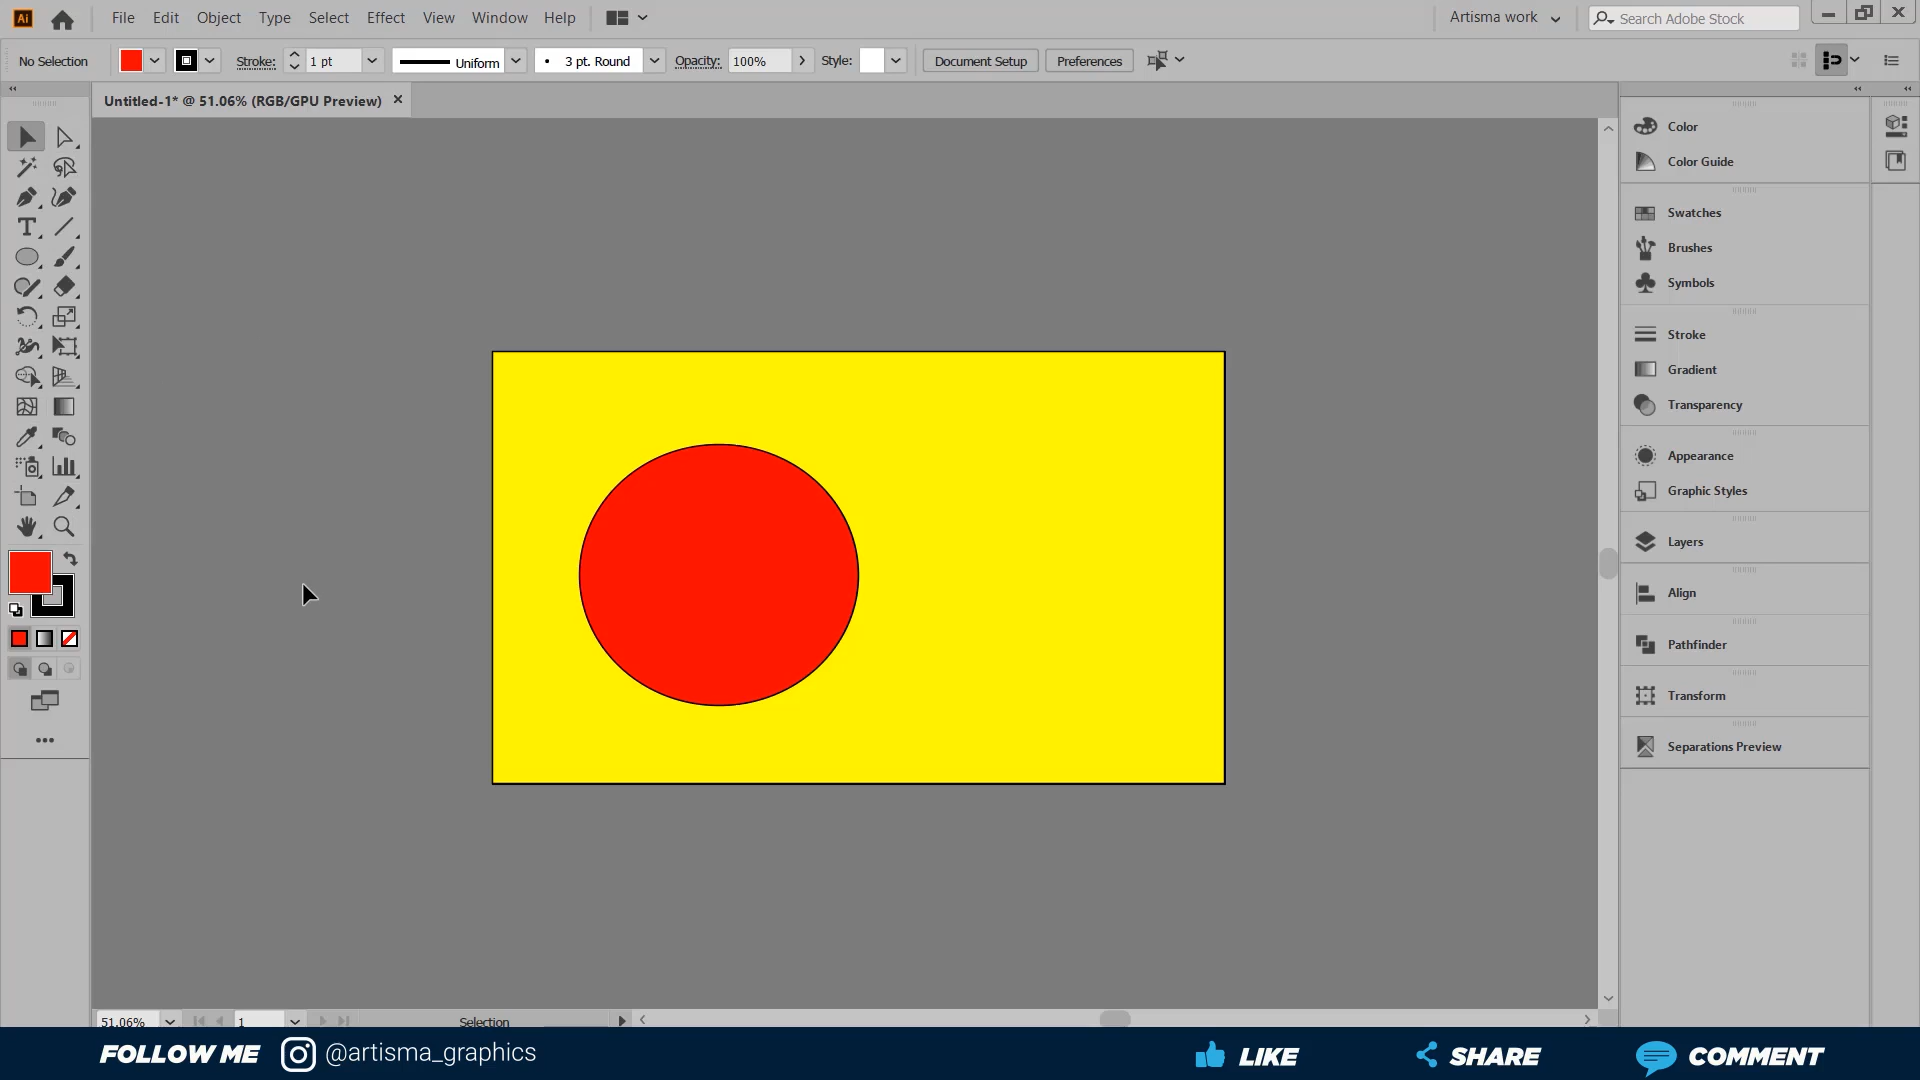 Ai
File Edit Object Type Select Effect View Window Help
Artisma work
Search Adobe Stock
No Selection
Stroke:
1 pt
Uniform
3 pt. Round
Opacity:
100%
Style:
Document Setup
Preferences
Untitled-1* @ 51.06% (RGB/GPU Preview)
Color
Color Guide
Swatches
Brushes
Symbols
Stroke
Gradient
Transparency
Appearance
Graphic Styles
Layers
Align
Pathfinder
Transform
Separations Preview
51.06%
1
Selection
FOLLOW ME
@artisma_graphics
LIKE
SHARE
COMMENT